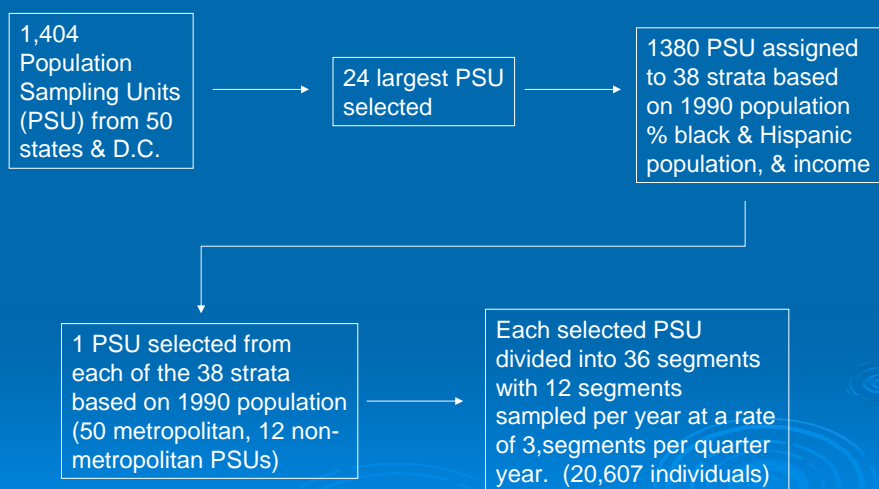 1,404
Population
Sampling Units
(PSU) from 50
states & D.C.
24 largest PSU
selected
1380 PSU assigned
to 38 strata based
on 1990 population
% black & Hispanic
population, & income
1 PSU selected from
each of the 38 strata
based on 1990 population
(50 metropolitan, 12 non-
metropolitan PSUs)
Each selected PSU
divided into 36 segments
with 12 segments
sampled per year at a rate
of 3,segments per quarter
year.  (20,607 individuals)